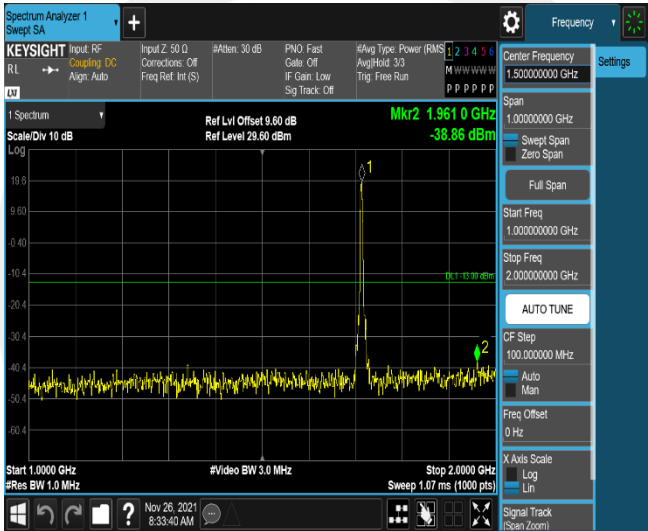 Spectrum Analyzer 1
Swept SA
+
Frequency
KEYSIGHT
RL
LXI
Input: RF
Coupling: DC
Align: Auto
Input Z: 50 Ω
Corrections: Off
Freq Ref: Int (S)
#Atten: 30 dB
PNO: Fast
Gate: Off
IF Gain: Low
Sig Track: Off
#Avg Type: Power (RMS
Avg|Hold: 3/3
Trig: Free Run
1 2 3 4 5 6
M W W W W W
P P P P P P
1 Spectrum
Scale/Div 10 dB
Log
Ref Lvl Offset 9.60 dB
Ref Level 29.60 dBm
Mkr2 1.961 0 GHz
-38.86 dBm
19.6
9.60
-0.40
-10.4
-20.4
-30.4
-40.4
-50.4
-60.4
1
DL1 -13.00 dBm
2
Start 1.0000 GHz
#Res BW 1.0 MHz
#Video BW 3.0 MHz
Stop 2.0000 GHz
Sweep 1.07 ms (1000 pts)
?
Nov 26, 2021
8:33:40 AM
Center Frequency
1.500000000 GHz
Settings
Span
1.00000000 GHz
Swept Span
Zero Span
Full Span
Start Freq
1.000000000 GHz
Stop Freq
2.000000000 GHz
AUTO TUNE
CF Step
100.000000 MHz
Auto
Man
Freq Offset
0 Hz
X Axis Scale
Log
Lin
Signal Track
(Span Zoom)